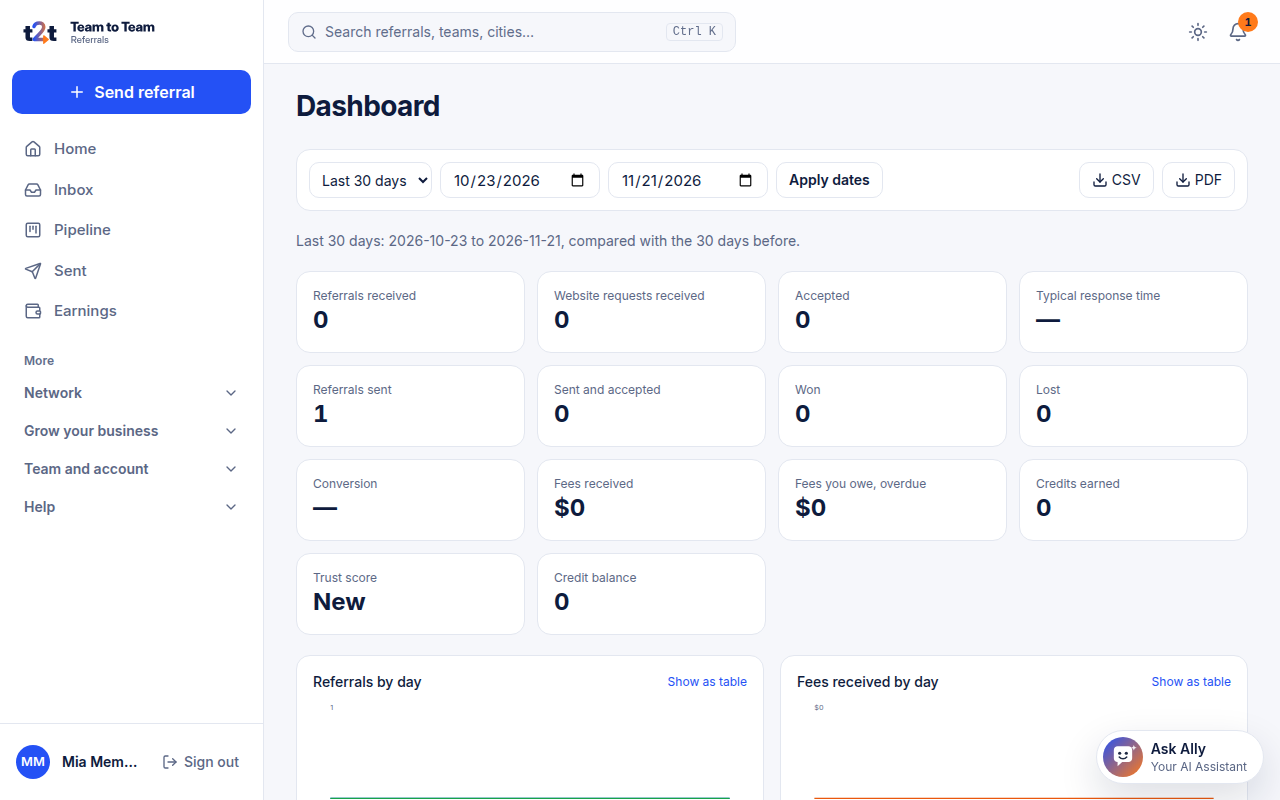 t2t Team to Team
Referrals
Search referrals, teams, cities...
Ctrl K
1
Send referral
Home
Inbox
Pipeline
Sent
Earnings
More
Network
Grow your business
Team and account
Help
MM Mia Mem... Sign out
Dashboard
Last 30 days 10/23/2026 11/21/2026 Apply dates CSV PDF
Last 30 days: 2026-10-23 to 2026-11-21, compared with the 30 days before.
Referrals received
0
Website requests received
0
Accepted
0
Typical response time
—
Referrals sent
1
Sent and accepted
0
Won
0
Lost
0
Conversion
—
Fees received
$0
Fees you owe, overdue
$0
Credits earned
0
Trust score
New
Credit balance
0
Referrals by day Show as table
1
Fees received by day Show as table
$0
Ask Ally
Your AI Assistant